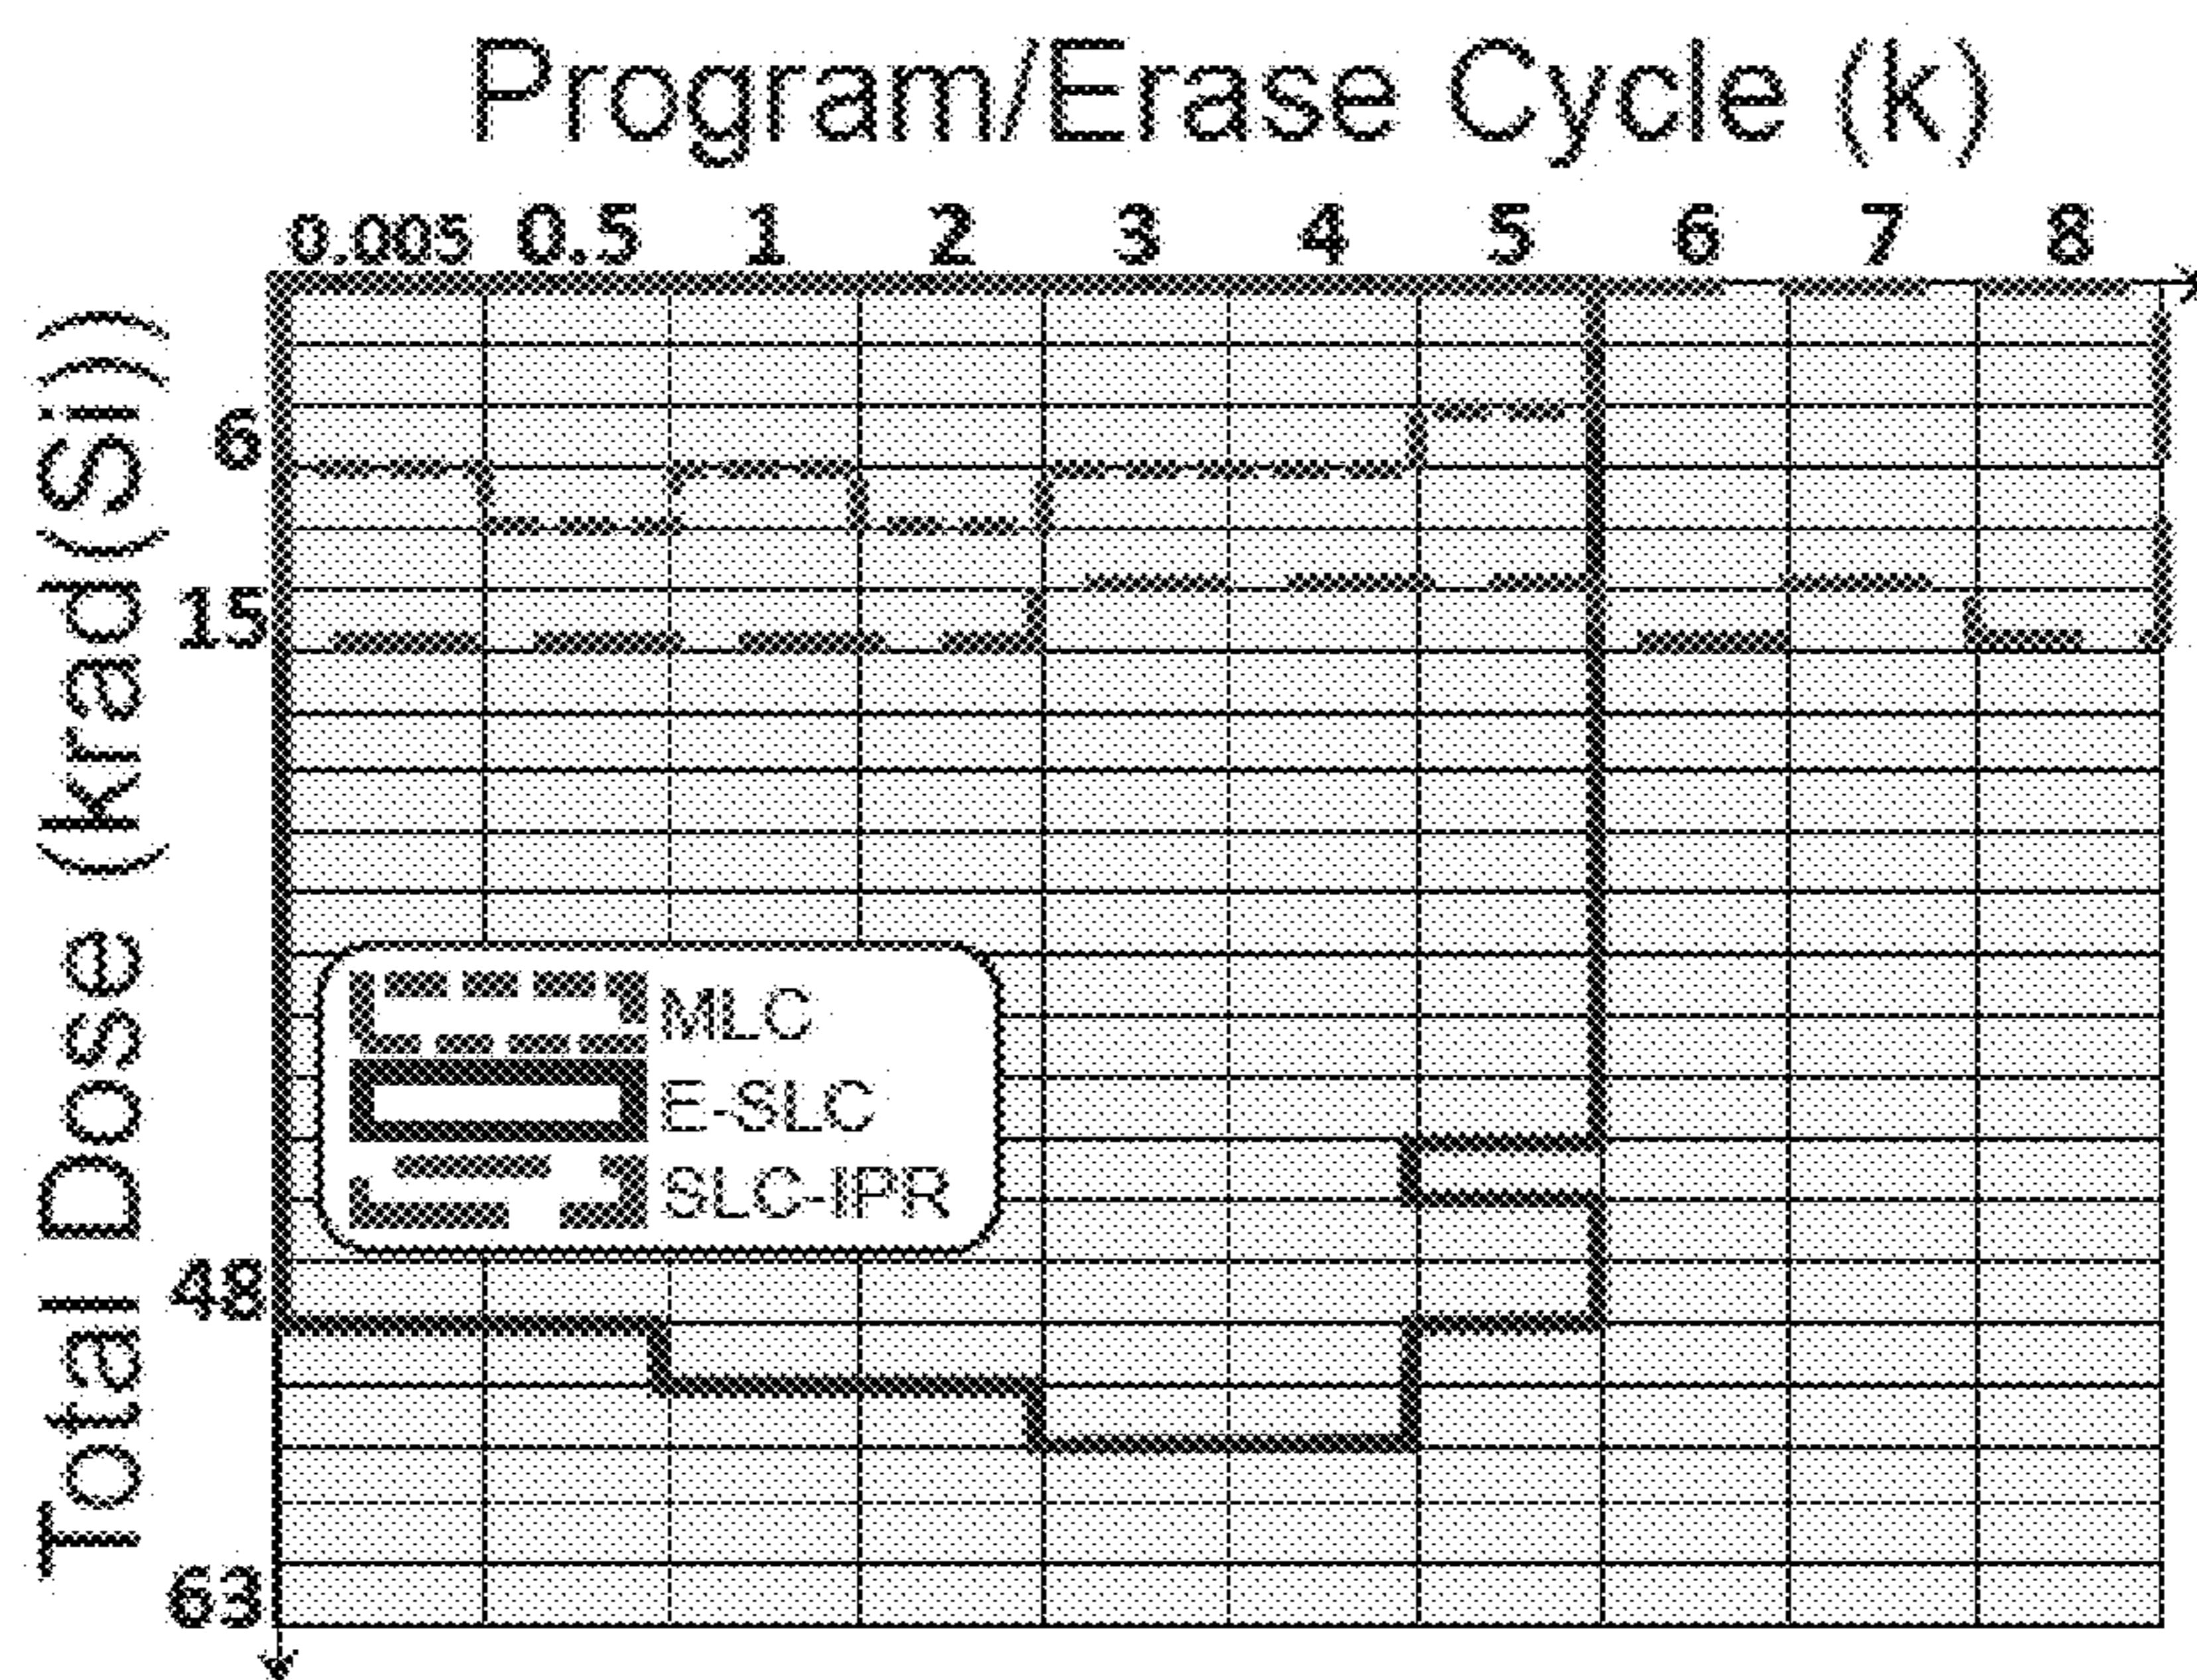 Program/Erase Cycle (k)
0.005 0.5 1 2 3 4 5 6 7 8
Total Dose (krad(Si))
6
15
48
63
MLC
E-SLC
SLC-IPR